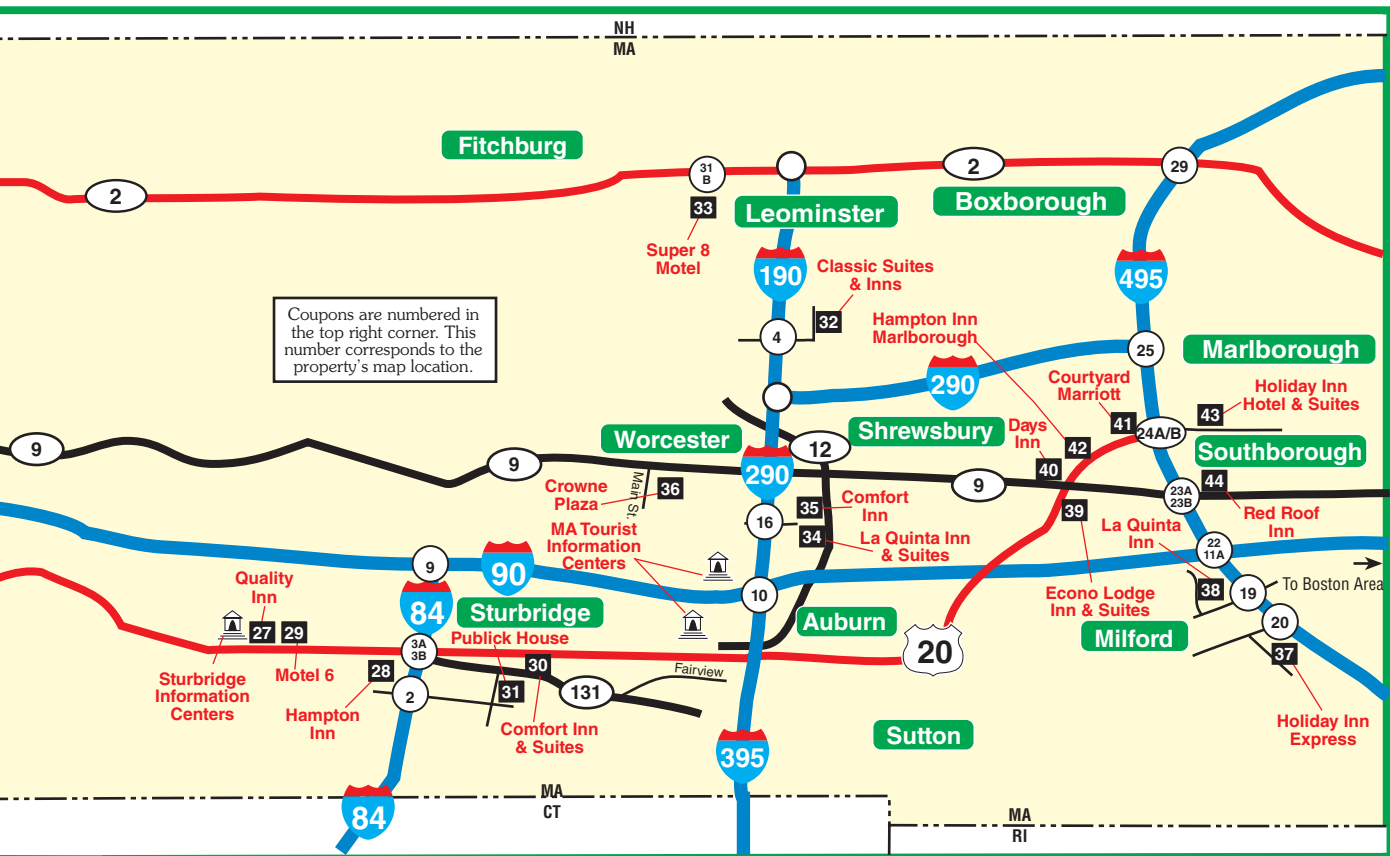 NH
MA
Fitchburg
2
31
B
33
Super 8
Motel
Leominster
2
Boxborough
29
190
Classic Suites
& Inns
32
4
495
Coupons are numbered in
the top right corner. This
number corresponds to the
property's map location.
Hampton Inn
Marlborough
290
25
Marlborough
Courtyard
Marriott
41
24A/B
43
Holiday Inn
Hotel & Suites
9
9
Worcester
290
12
Shrewsbury
Days
Inn
40
42
Southborough
Main St.
36
Crowne
Plaza
9
23A
23B
44
Red Roof
Inn
MA Tourist
Information
Centers
16
35
Comfort
Inn
34
La Quinta Inn
& Suites
39
Econo Lodge
Inn & Suites
La Quinta
Inn
38
22
11A
To Boston Area
9
90
10
84
Sturbridge
Auburn
19
20
Milford
37
Holiday Inn
Express
Quality
Inn
27
29
Motel 6
Sturbridge
Information
Centers
3A
3B
Publick House
30
28
Hampton
Inn
2
31
131
Comfort Inn
& Suites
Fairview
20
Sutton
395
84
MA
CT
MA
RI